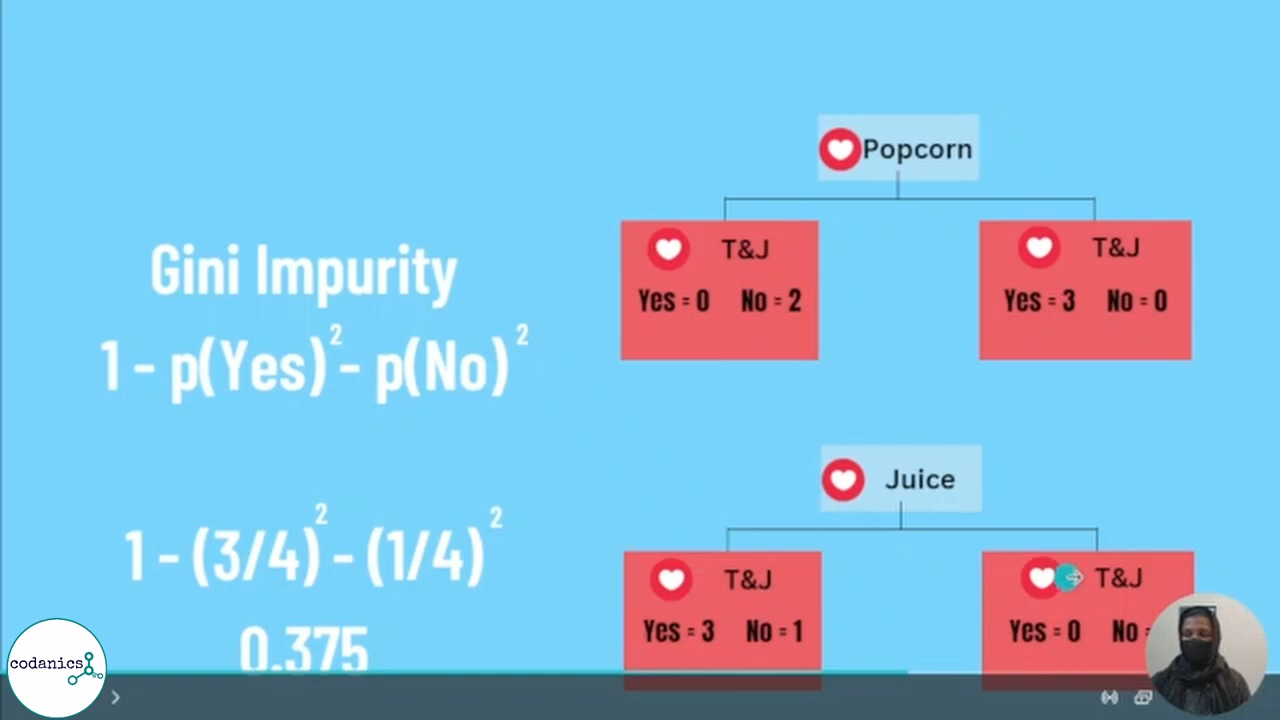 Popcorn
T&J
Yes = 0 No = 2
T&J
Yes = 3 No = 0
Gini Impurity
1 - p(Yes)² - p(No)²
Juice
T&J
Yes = 3 No = 1
T&J
Yes = 0 No =
1 - (3/4)² - (1/4)²
0.375
codanics